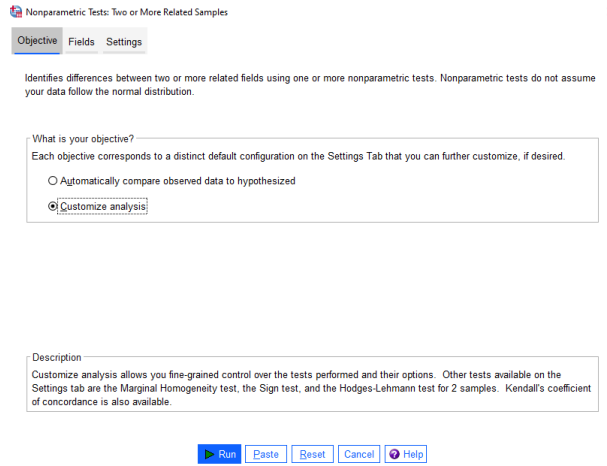 Nonparametric Tests: Two or More Related Samples
Objective Fields Settings
Identifies differences between two or more related fields using one or more nonparametric tests. Nonparametric tests do not assume
your data follow the normal distribution.
What is your objective?
Each objective corresponds to a distinct default configuration on the Settings Tab that you can further customize, if desired.
Automatically compare observed data to hypothesized
Customize analysis
Description
Customize analysis allows you fine-grained control over the tests performed and their options. Other tests available on the
Settings tab are the Marginal Homogeneity test, the Sign test, and the Hodges-Lehmann test for 2 samples. Kendall's coefficient
of concordance is also available.
Run Paste Reset Cancel Help